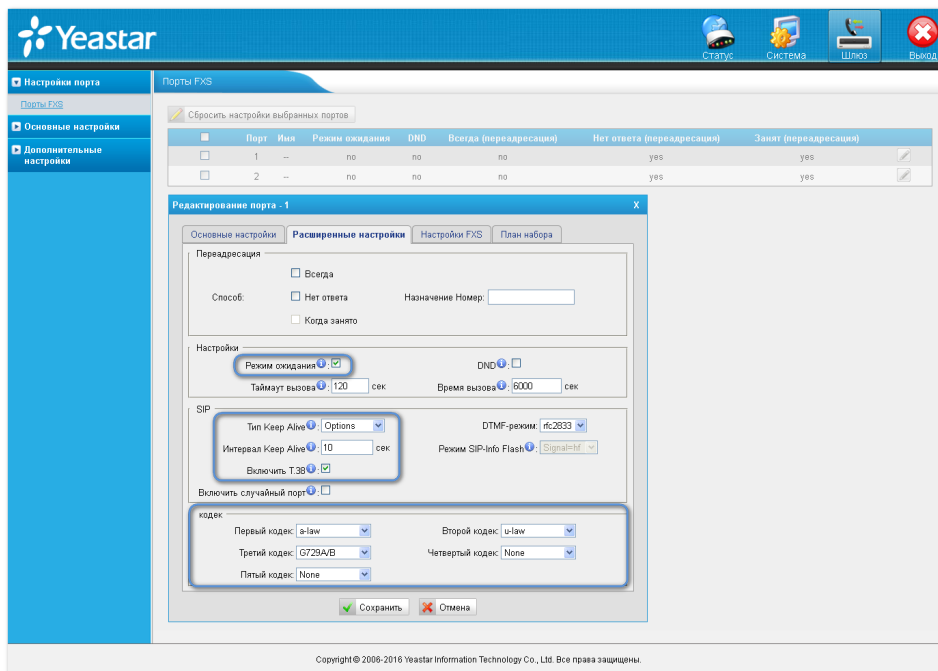 Yeastar
Статус
Система
Шлюз
Выход
Настройки порта
Порты FXS
Основные настройки
Дополнительные
настройки
Порты FXS
Сбросить настройки выбранных портов
Порт Имя Режим ожидания DND Всегда (переадресация) Нет ответа (переадресация) Занят (переадресация)
1 -- no no no yes yes
2 -- no no no yes yes
Редактирование порта - 1 X
Основные настройки Расширенные настройки Настройки FXS План набора
Переадресация
Всегда
Способ: Нет ответа Назначение Номер:
Когда занято
Настройки
Режим ожидания : DND :
Таймаут вызова : 120 сек Время вызова : 6000 сек
SIP
Тип Keep Alive : Options DTMF-режим: rfc2833
Интервал Keep Alive : 10 сек Режим SIP-Info Flash : Signal=hf
Включить T.38 :
Включить случайный порт :
кодек
Первый кодек: a-law Второй кодек: u-law
Третий кодек: G729A/B Четвертый кодек: None
Пятый кодек: None
Сохранить Отмена
Copyright © 2006-2016 Yeastar Information Technology Co., Ltd. Все права защищены.